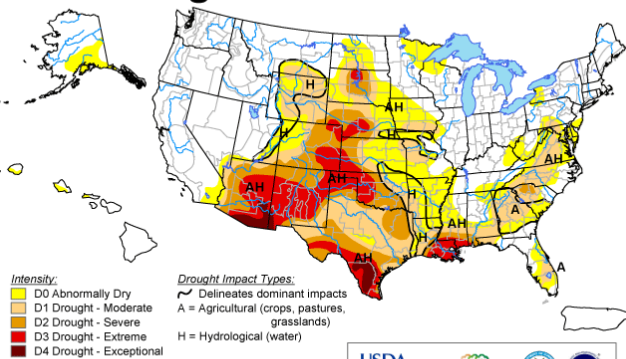 H
AH
H
H
AH
AH
AH
H
A
AH
H
AH
A
Intensity:
D0 Abnormally Dry
D1 Drought - Moderate
D2 Drought - Severe
D3 Drought - Extreme
D4 Drought - Exceptional
Drought Impact Types:
Delineates dominant impacts
A = Agricultural (crops, pastures,
grasslands)
H = Hydrological (water)
USDA